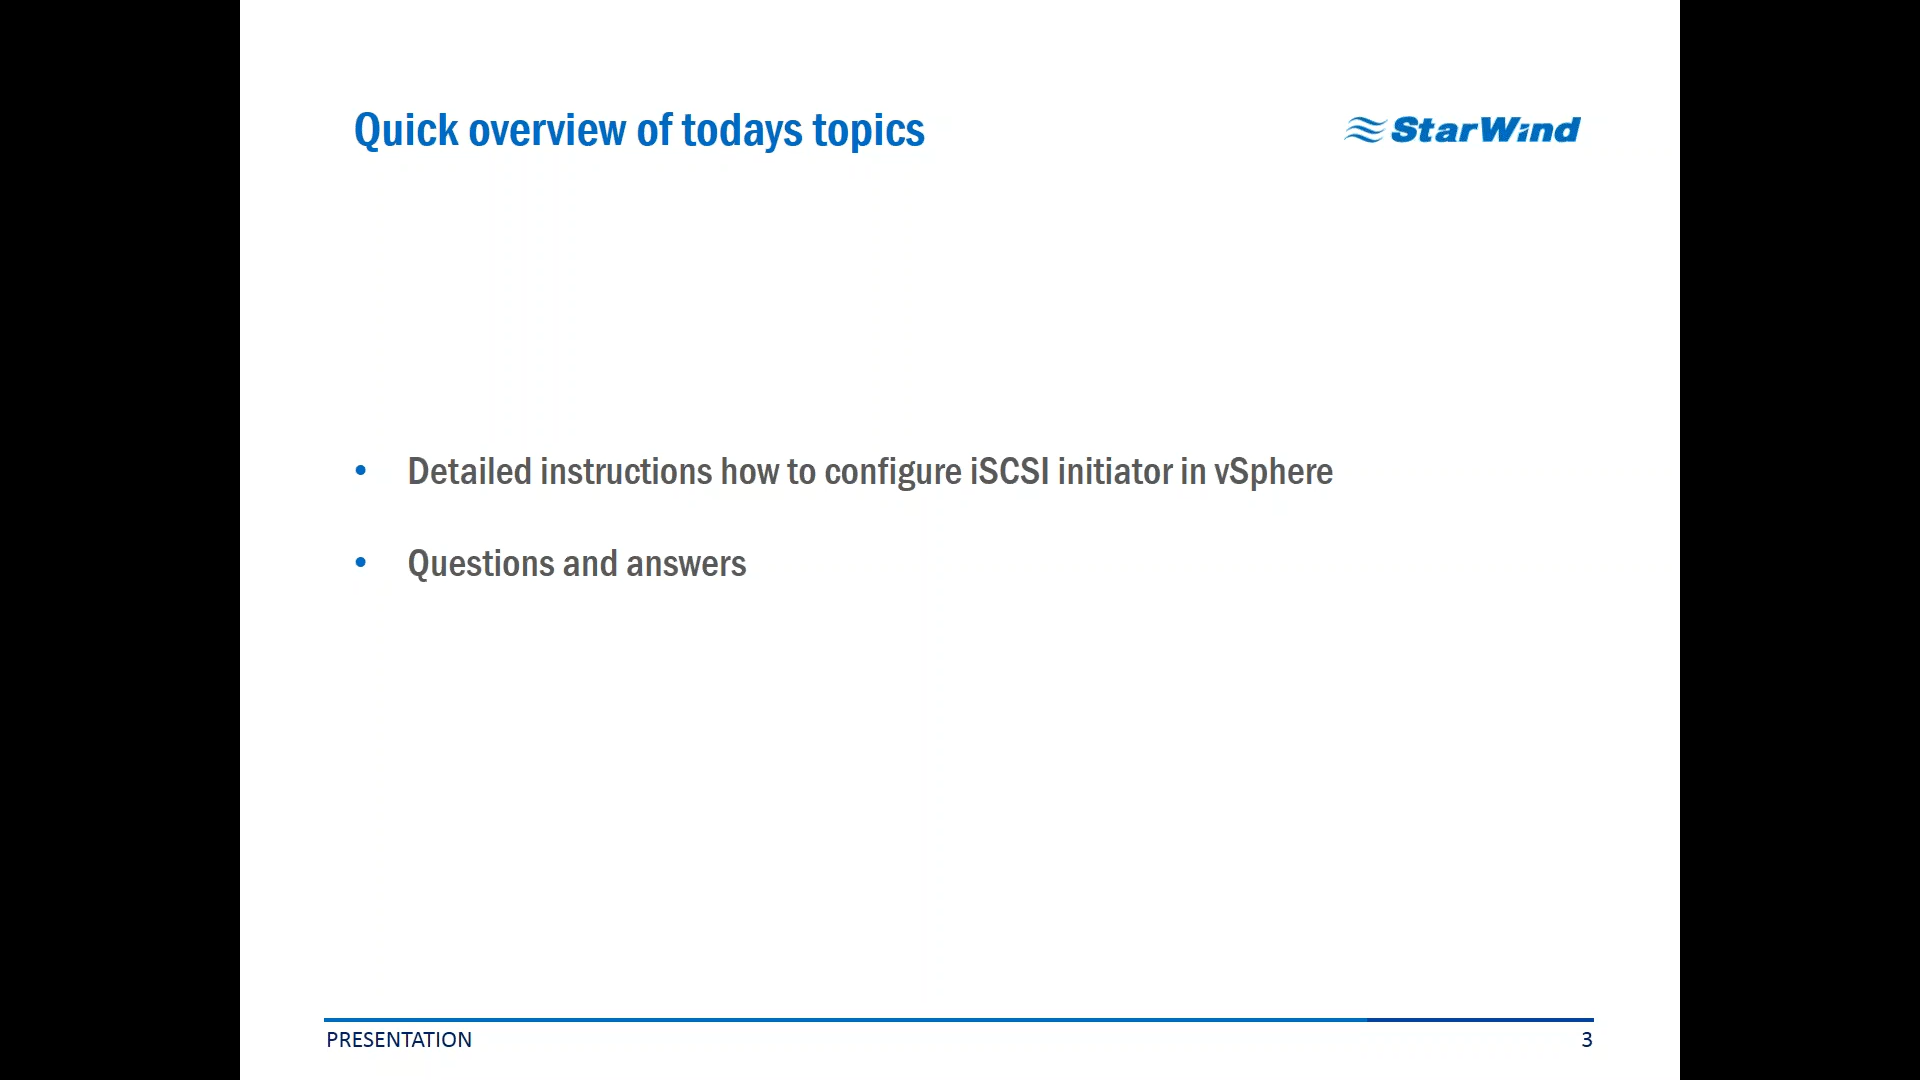 Quick overview of todays topics
StarWind
• Detailed instructions how to configure iSCSI initiator in vSphere
• Questions and answers
PRESENTATION
3